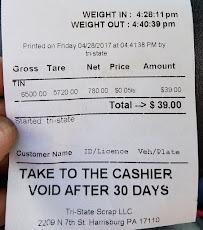 WEIGHT IN : 4:28:11 pm
WEIGHT OUT : 4:40:39 pm
Printed on Friday 04/28/2017 at 04:41:38 PM by
tri-state
Gross Tare Net Price %0% Amount
TIN
6500.00 5720.00 780.00 $0.05 $39.00
Total --> $ 39.00
Started: tri-state
Customer Name ID/Licence Veh/Plate
TAKE TO THE CASHIER
VOID AFTER 30 DAYS
Tri-State Scrap LLC
2209 N 7th St. Harrisburg PA 17110